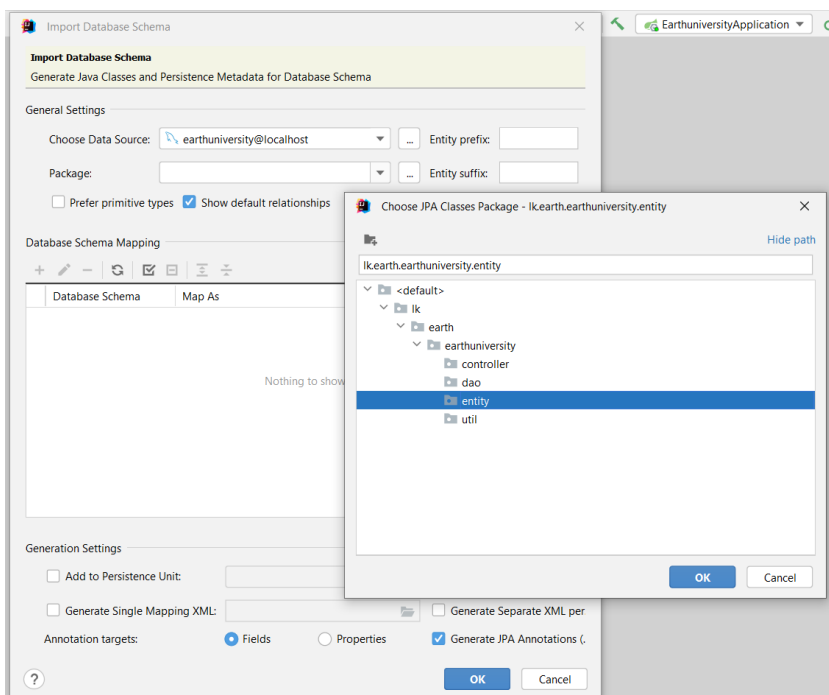 Import Database Schema
EarthuniversityApplication
Import Database Schema
Generate Java Classes and Persistence Metadata for Database Schema
General Settings
Choose Data Source: earthuniversity@localhost ... Entity prefix:
Package: ... Entity suffix:
Prefer primitive types Show default relationships
Database Schema Mapping
Database Schema Map As
Nothing to show
Choose JPA Classes Package - lk.earth.earthuniversity.entity
Hide path
lk.earth.earthuniversity.entity
<default>
lk
earth
earthuniversity
controller
dao
entity
util
OK Cancel
Generation Settings
Add to Persistence Unit:
Generate Single Mapping XML: Generate Separate XML per
Annotation targets: Fields Properties Generate JPA Annotations (.
? OK Cancel